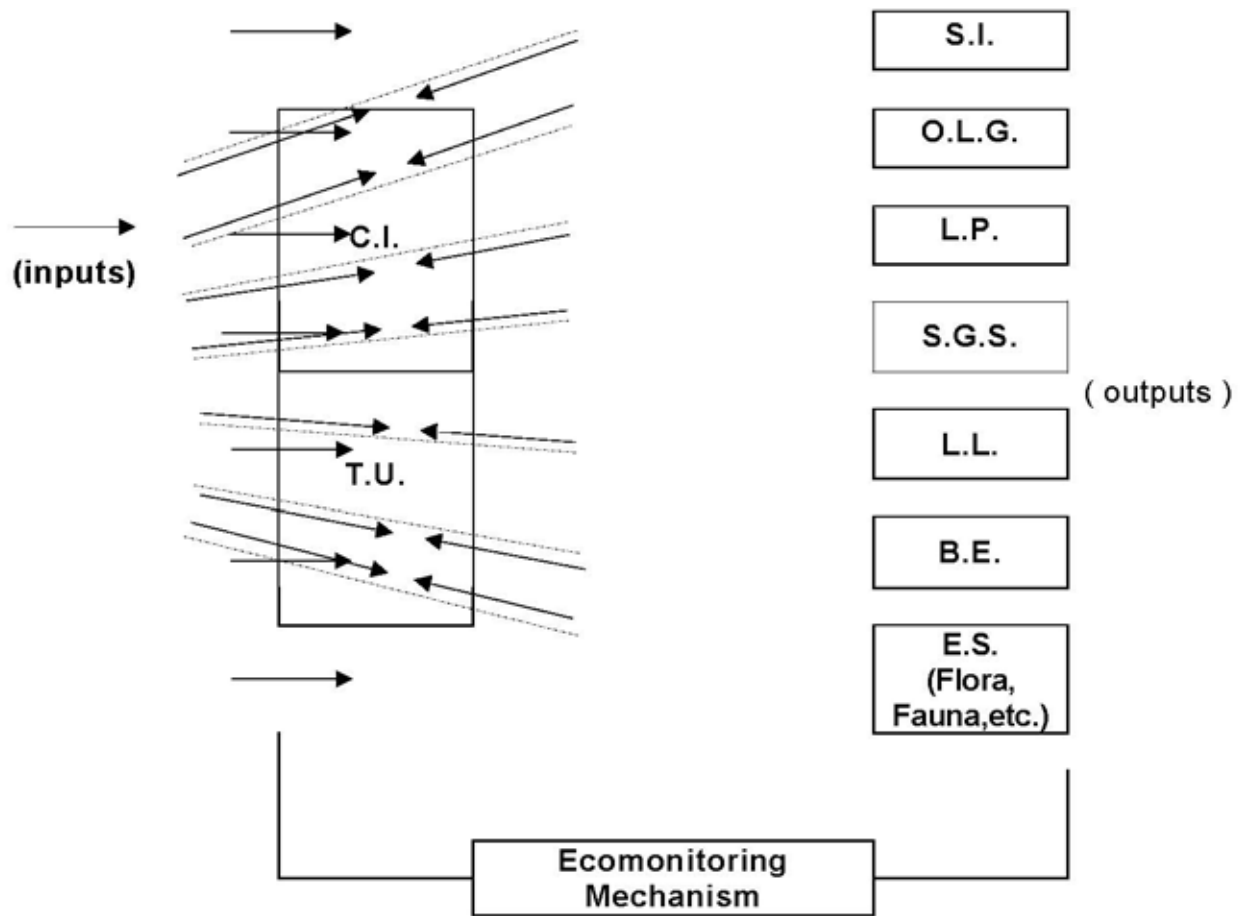 S.I.
O.L.G.
C.I.
L.P.
(inputs)
S.G.S.
( outputs )
L.L.
T.U.
B.E.
E.S.
(Flora,
Fauna,etc.)
Ecomonitoring
Mechanism